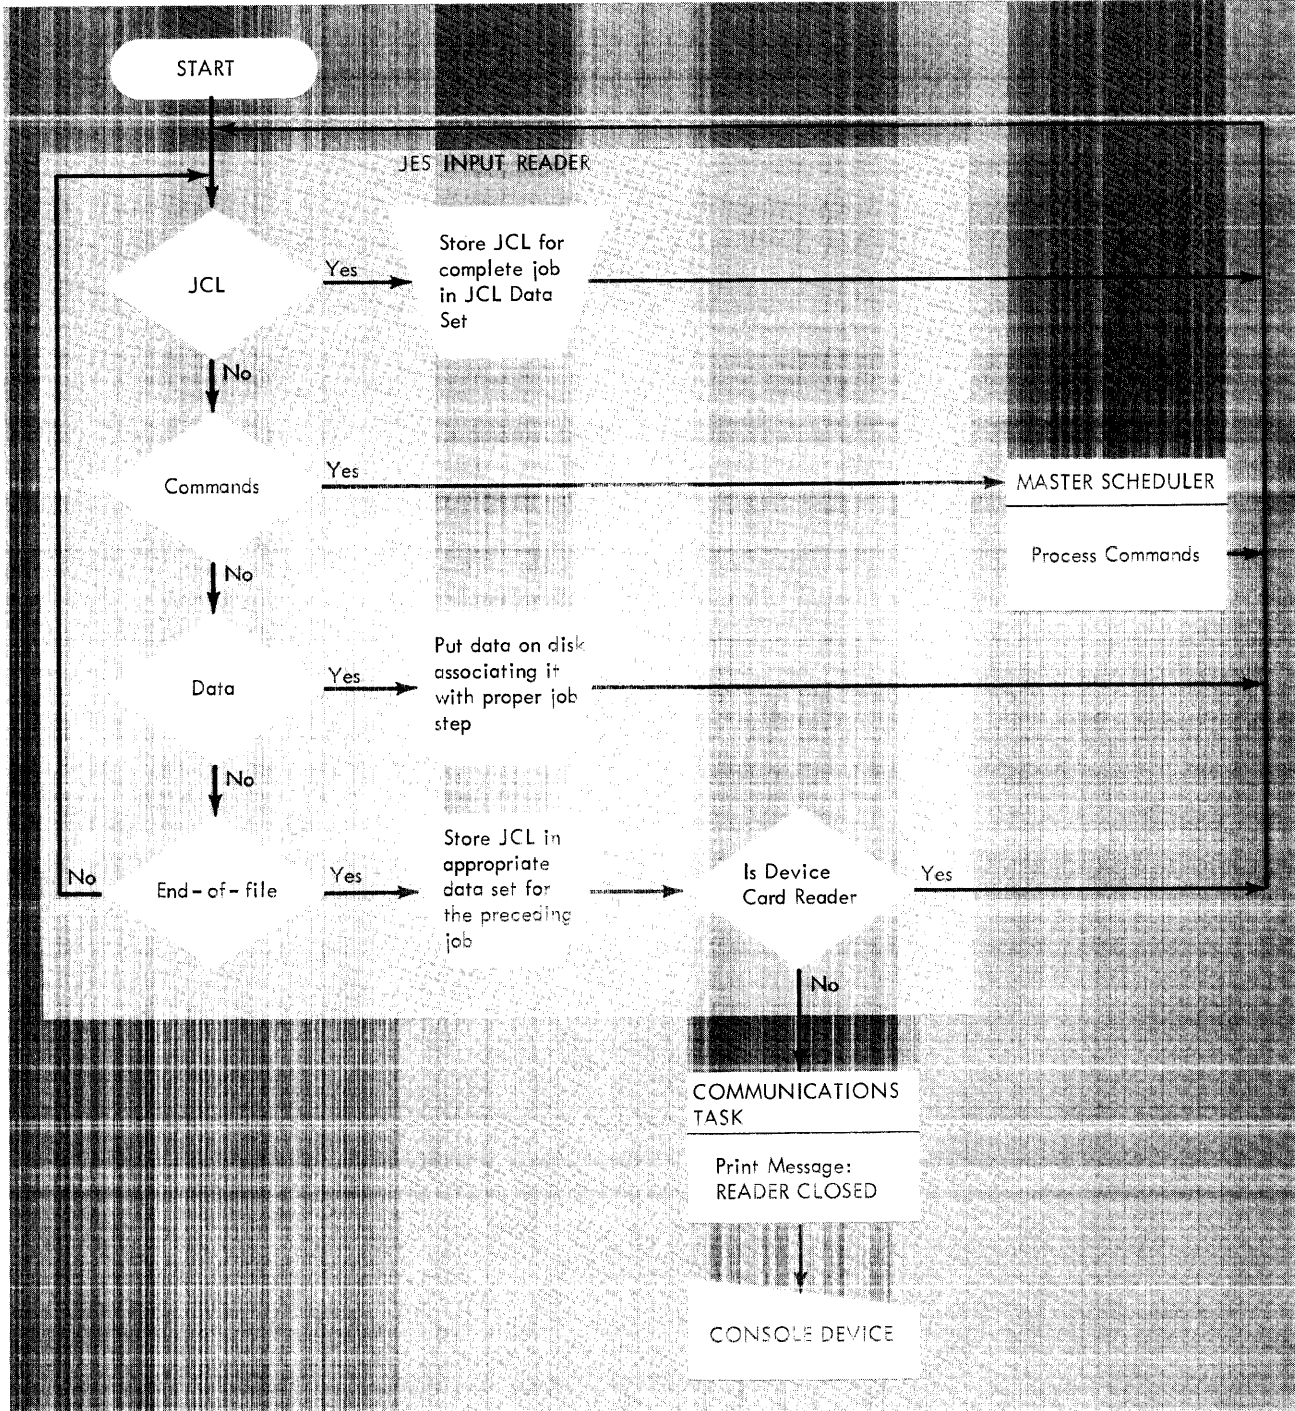 START
JES INPUT READER
JCL
Yes
Store JCL for
complete job
in JCL Data
Set
No
Commands
Yes
MASTER SCHEDULER
Process Commands
No
Data
Yes
Put data on disk
associating it
with proper job
step
No
No
End-of-file
Yes
Store JCL in
appropriate
data set for
the preceding
job
Is Device
Card Reader
Yes
No
COMMUNICATIONS
TASK
Print Message:
READER CLOSED
CONSOLE DEVICE